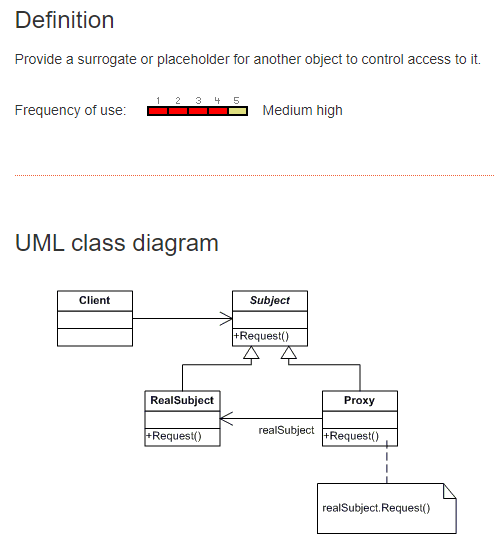 Definition
Provide a surrogate or placeholder for another object to control access to it.
1 2 3 4 5
Frequency of use: Medium high
UML class diagram
Client
Subject
+Request()
RealSubject
Proxy
+Request()
realSubject
+Request()
realSubject.Request()